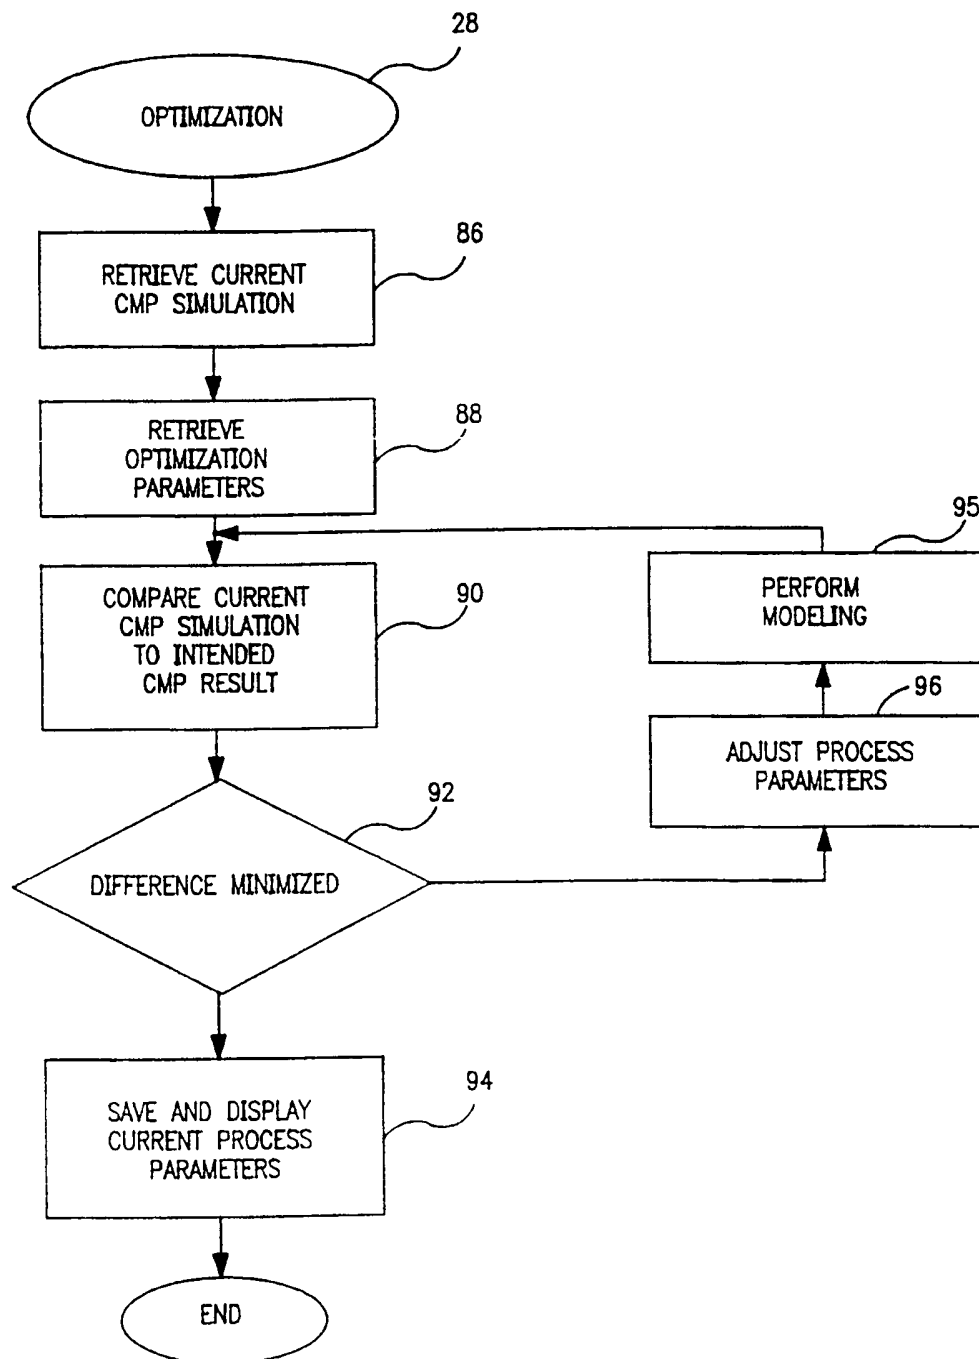 28
OPTIMIZATION
86
RETRIEVE CURRENT
CMP SIMULATION
88
RETRIEVE
OPTIMIZATION
PARAMETERS
95
PERFORM
MODELING
90
COMPARE CURRENT
CMP SIMULATION
TO INTENDED
CMP RESULT
96
ADJUST PROCESS
PARAMETERS
92
DIFFERENCE MINIMIZED
94
SAVE AND DISPLAY
CURRENT PROCESS
PARAMETERS
END